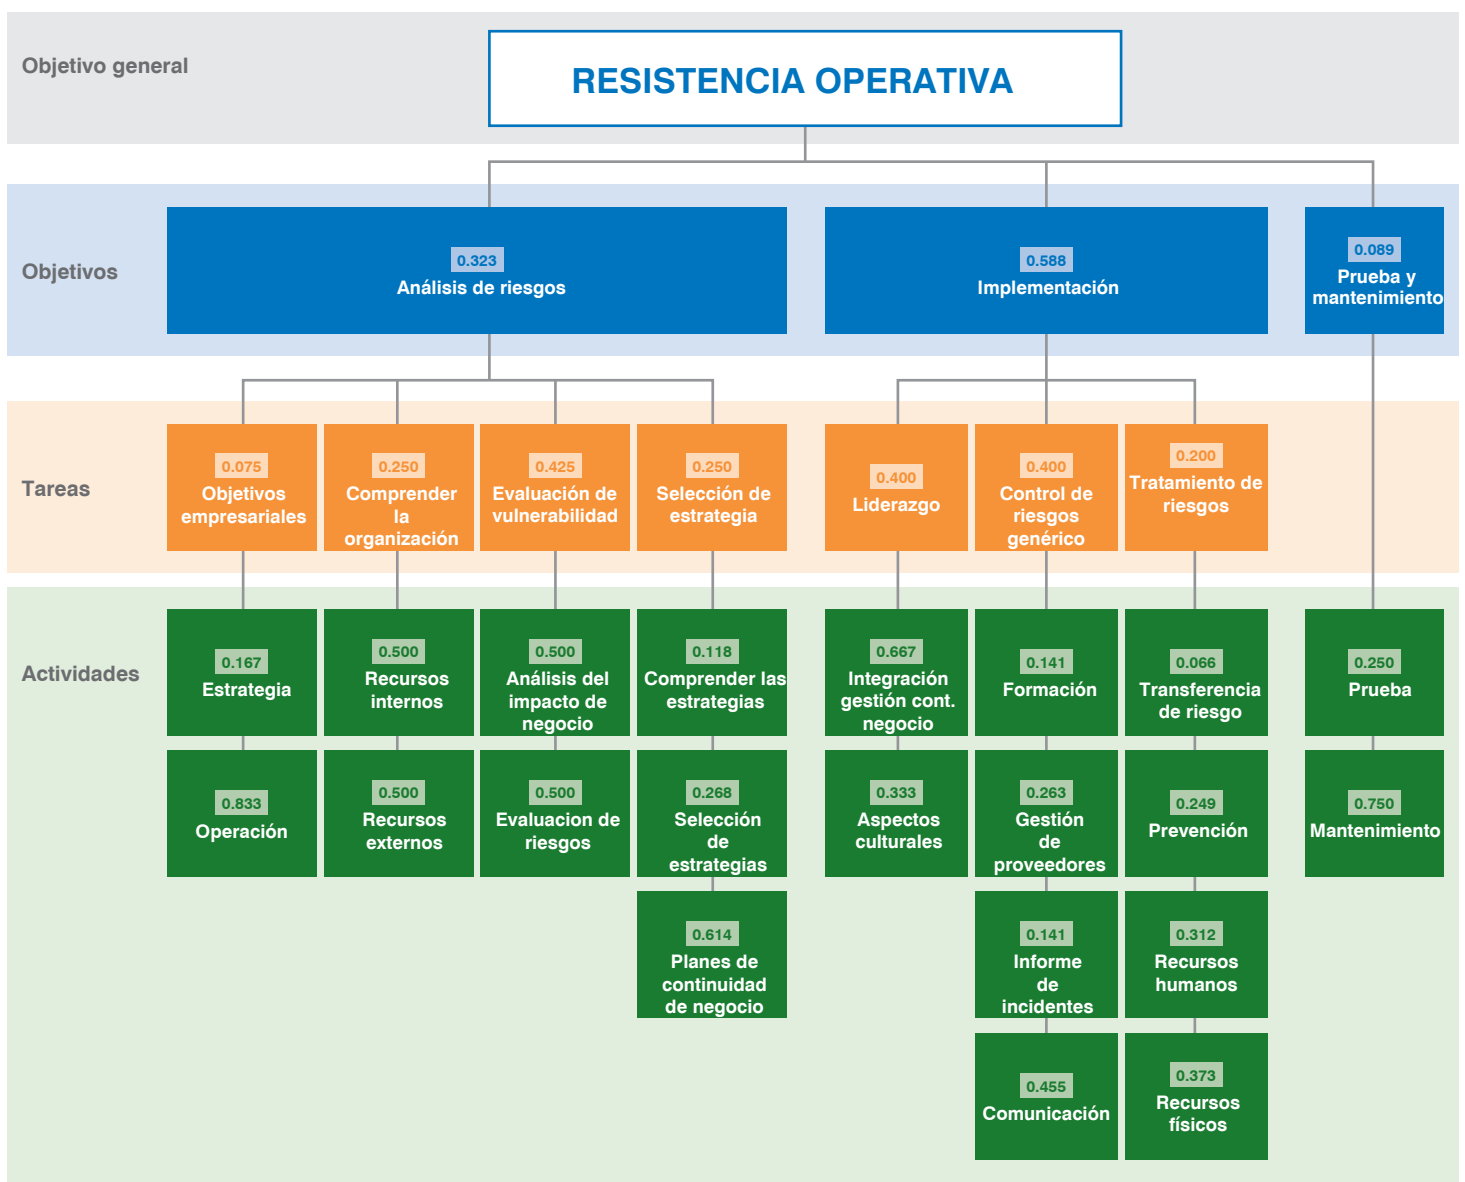 Objetivo general
RESISTENCIA OPERATIVA
Objetivos
0.323
Análisis de riesgos
0.588
Implementación
0.089
Prueba y
mantenimiento
Tareas
0.075
Objetivos
empresariales
0.250
Comprender
la
organización
0.425
Evaluación de
vulnerabilidad
0.250
Selección de
estrategia
0.400
Liderazgo
0.400
Control de
riesgos
genérico
0.200
Tratamiento de
riesgos
Actividades
0.167
Estrategia
0.500
Recursos
internos
0.500
Análisis del
impacto de
negocio
0.118
Comprender las
estrategias
0.667
Integración
gestión cont.
negocio
0.141
Formación
0.066
Transferencia
de riesgo
0.250
Prueba
0.833
Operación
0.500
Recursos
externos
0.500
Evaluacion de
riesgos
0.268
Selección
de
estrategias
0.333
Aspectos
culturales
0.263
Gestión
de
proveedores
0.249
Prevención
0.750
Mantenimiento
0.614
Planes de
continuidad
de negocio
0.141
Informe
de
incidentes
0.312
Recursos
humanos
0.455
Comunicación
0.373
Recursos
físicos